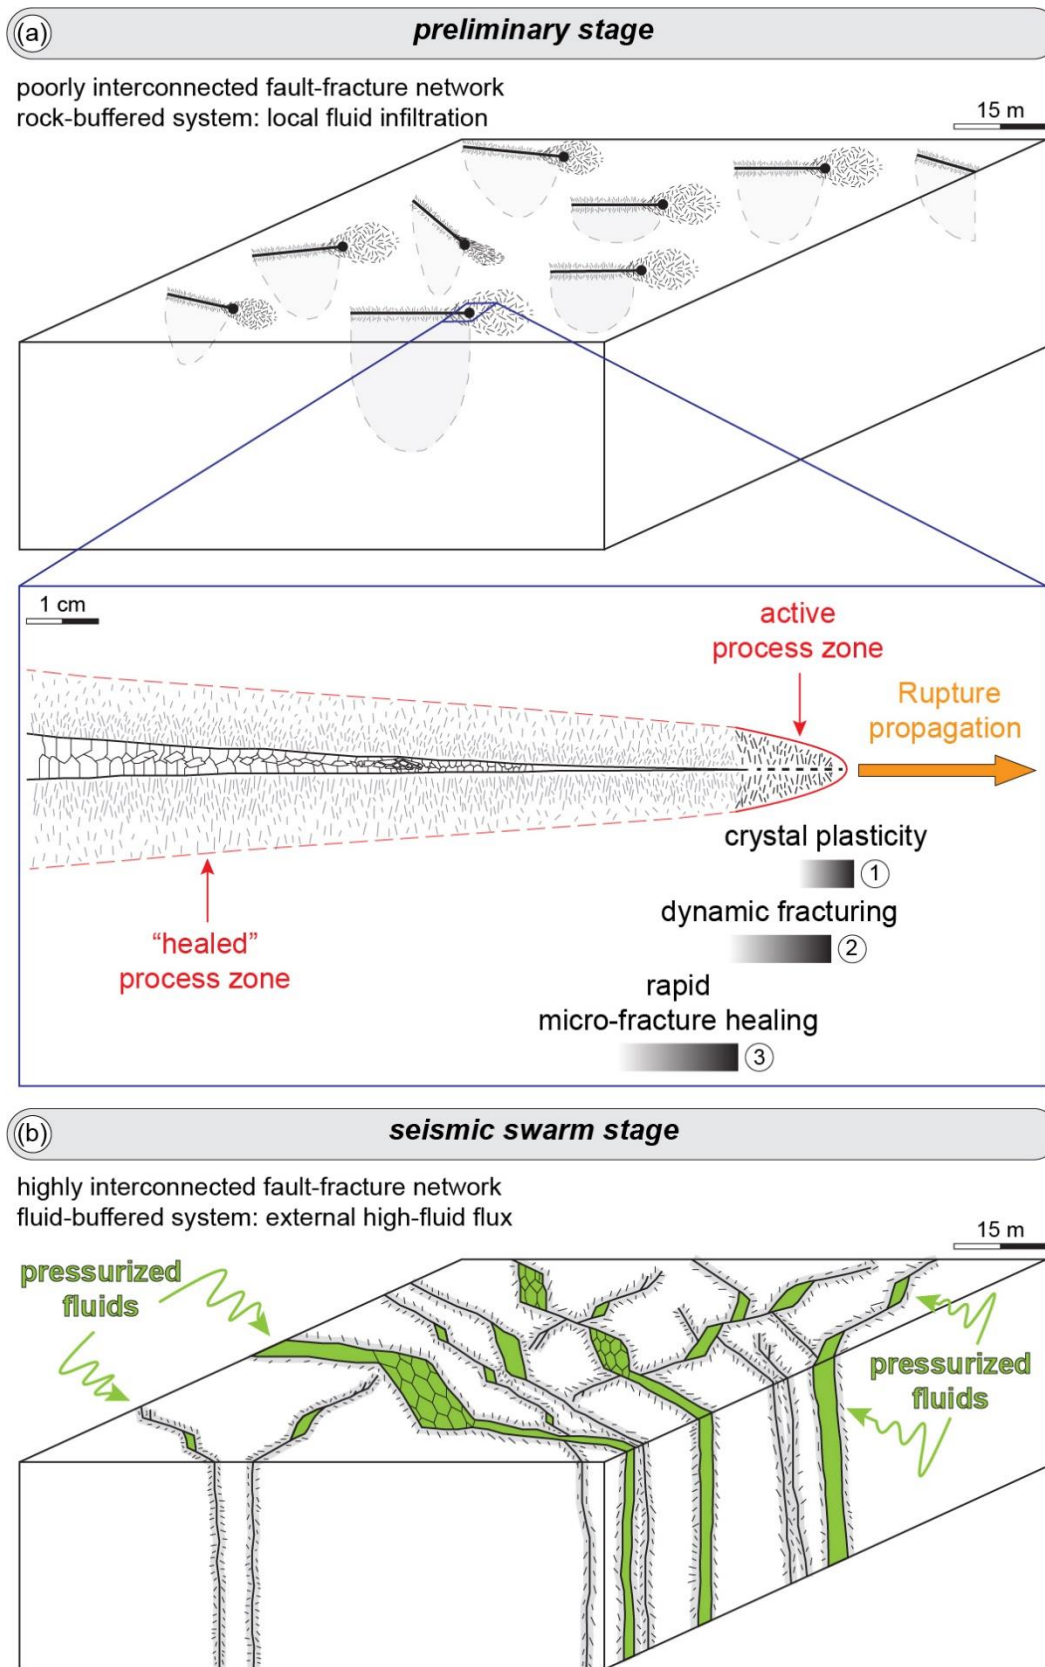 (a)
preliminary stage
poorly interconnected fault-fracture network
rock-buffered system: local fluid infiltration
15 m
1 cm
active
process zone
Rupture
propagation
crystal plasticity
1
dynamic fracturing
2
"healed"
process zone
rapid
micro-fracture healing
3
(b)
seismic swarm stage
highly interconnected fault-fracture network
fluid-buffered system: external high-fluid flux
15 m
pressurized
fluids
pressurized
fluids